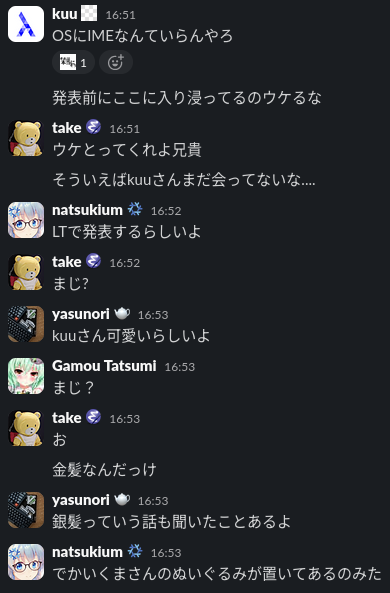 kuu 16:51
OSにIMEなんていらんやろ
1
発表前にここに入り浸ってるのウケるな
take 16:51
ウケとってくれよ兄貴
そういえばkuuさんまだ会ってないな....
natsukium 16:52
LTで発表するらしいよ
take 16:52
まじ?
yasunori 16:53
kuuさん可愛いらしいよ
Gamou Tatsumi 16:53
まじ？
take 16:53
お
金髪なんだっけ
yasunori 16:53
銀髪っていう話も聞いたことあるよ
natsukium 16:53
でかいくまさんのぬいぐるみが置いてあるのみた